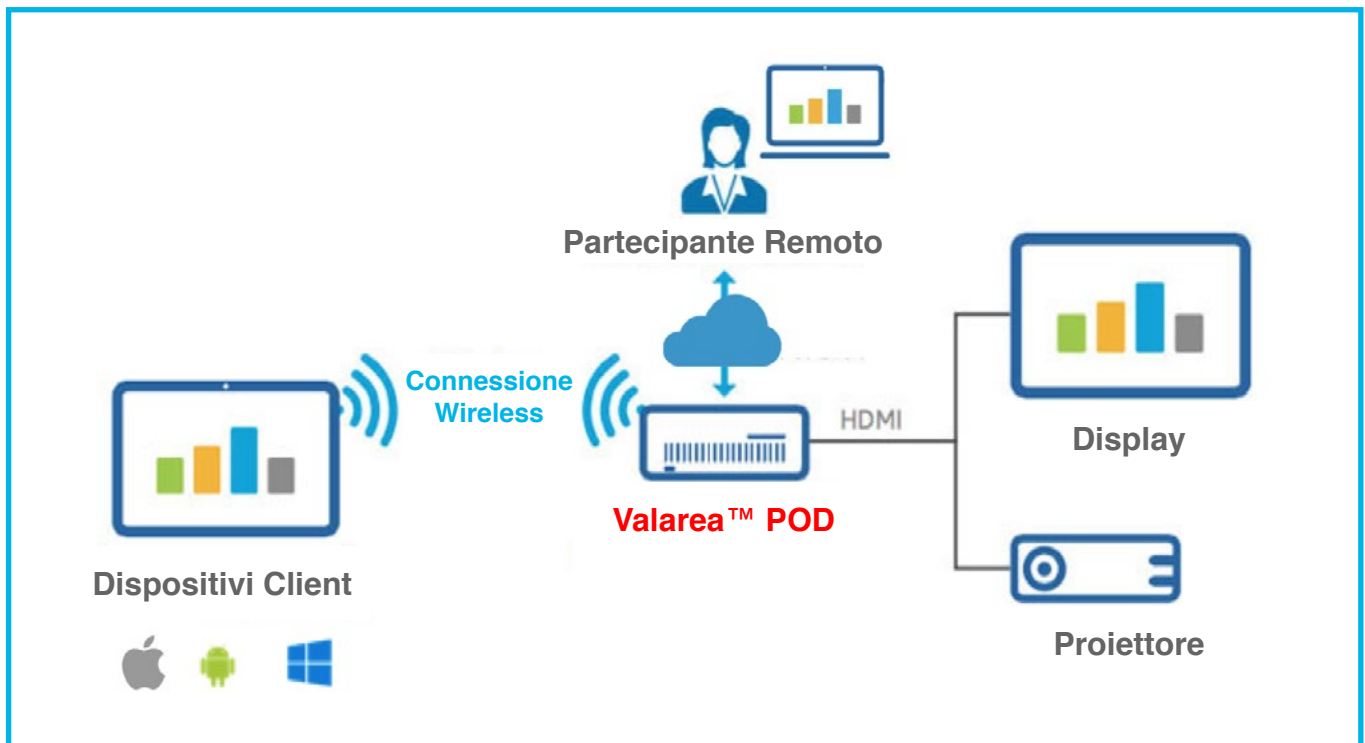 Partecipante Remoto
Connessione
Wireless
HDMI
Display
Valarea™ POD
Dispositivi Client
Proiettore